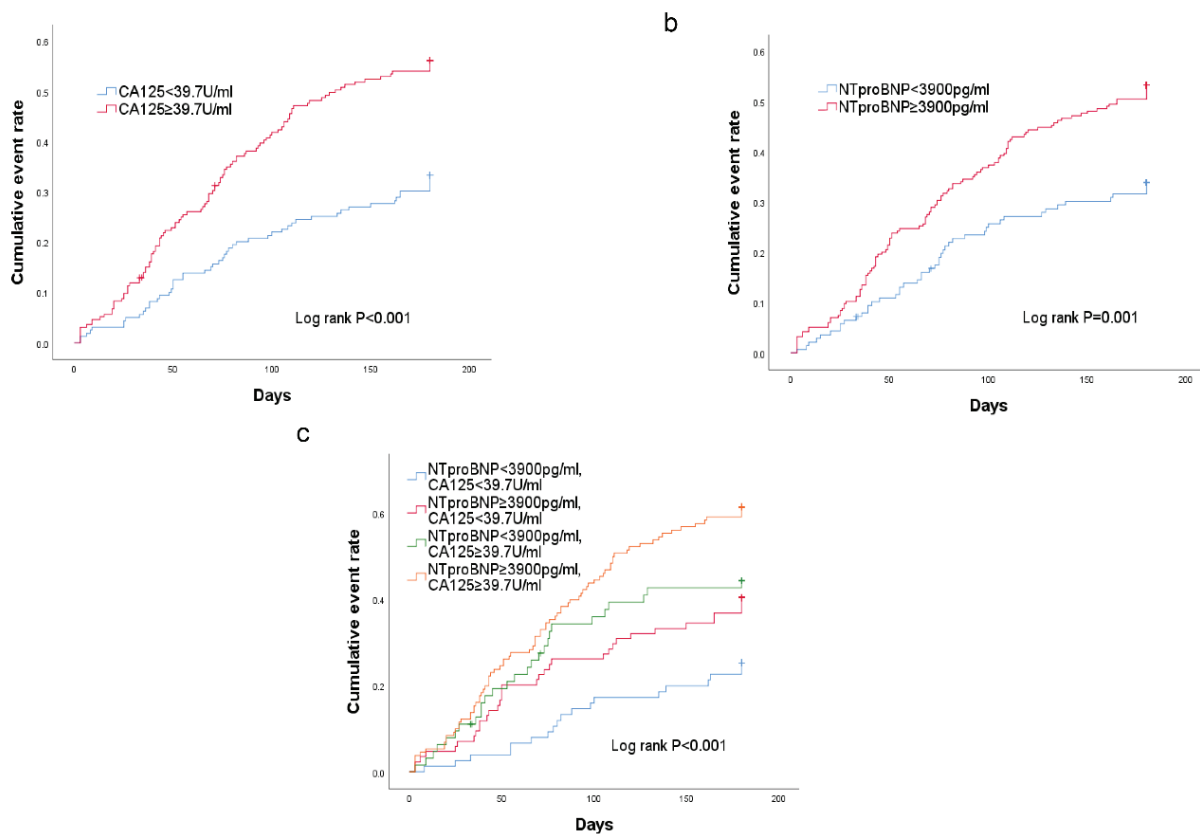 0.6
0.5
0.4
0.3
0.2
0.1
0.0
Cumulative event rate
CA125<39.7U/ml
CA125≥39.7U/ml
Log rank P<0.001
0 50 100 150 200
Days
b
0.6
0.5
0.4
0.3
0.2
0.1
0.0
Cumulative event rate
NTproBNP<3900pg/ml
NTproBNP≥3900pg/ml
Log rank P=0.001
0 50 100 150 200
Days
c
0.6
0.4
0.2
0.0
Cumulative event rate
NTproBNP<3900pg/ml,
CA125<39.7U/ml
NTproBNP≥3900pg/ml,
CA125<39.7U/ml
NTproBNP<3900pg/ml,
CA125≥39.7U/ml
NTproBNP≥3900pg/ml,
CA125≥39.7U/ml
Log rank P<0.001
0 50 100 150 200
Days